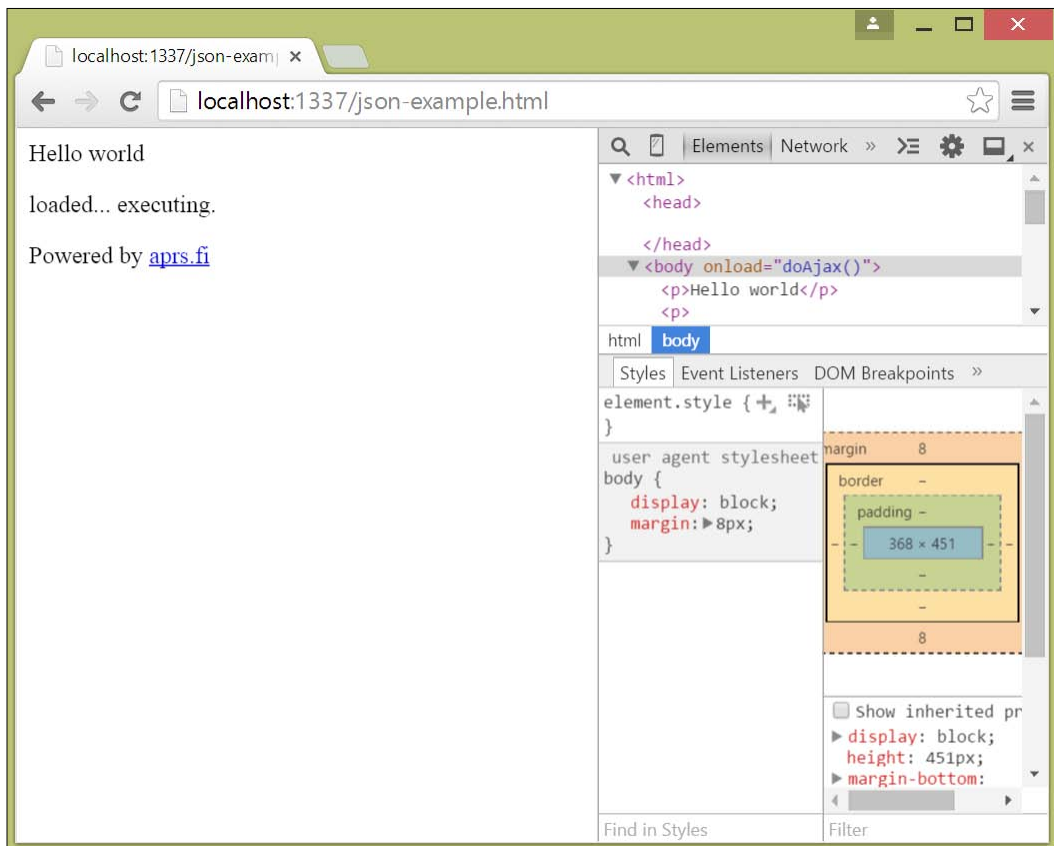 localhost:1337/json-exam
localhost:1337/json-example.html
Hello world
loaded... executing.
Powered by aprs.fi
Elements Network »
<html>
<head>
</head>
<body onload="doAjax()">
<p>Hello world</p>
<p>
html body
Styles Event Listeners DOM Breakpoints »
element.style {
}
user agent stylesheet
body {
display: block;
margin: 8px;
}
Find in Styles
margin 8
border -
padding -
- - 368 × 451 - -
-
-
8
Show inherited pr
display: block;
height: 451px;
margin-bottom:
Filter